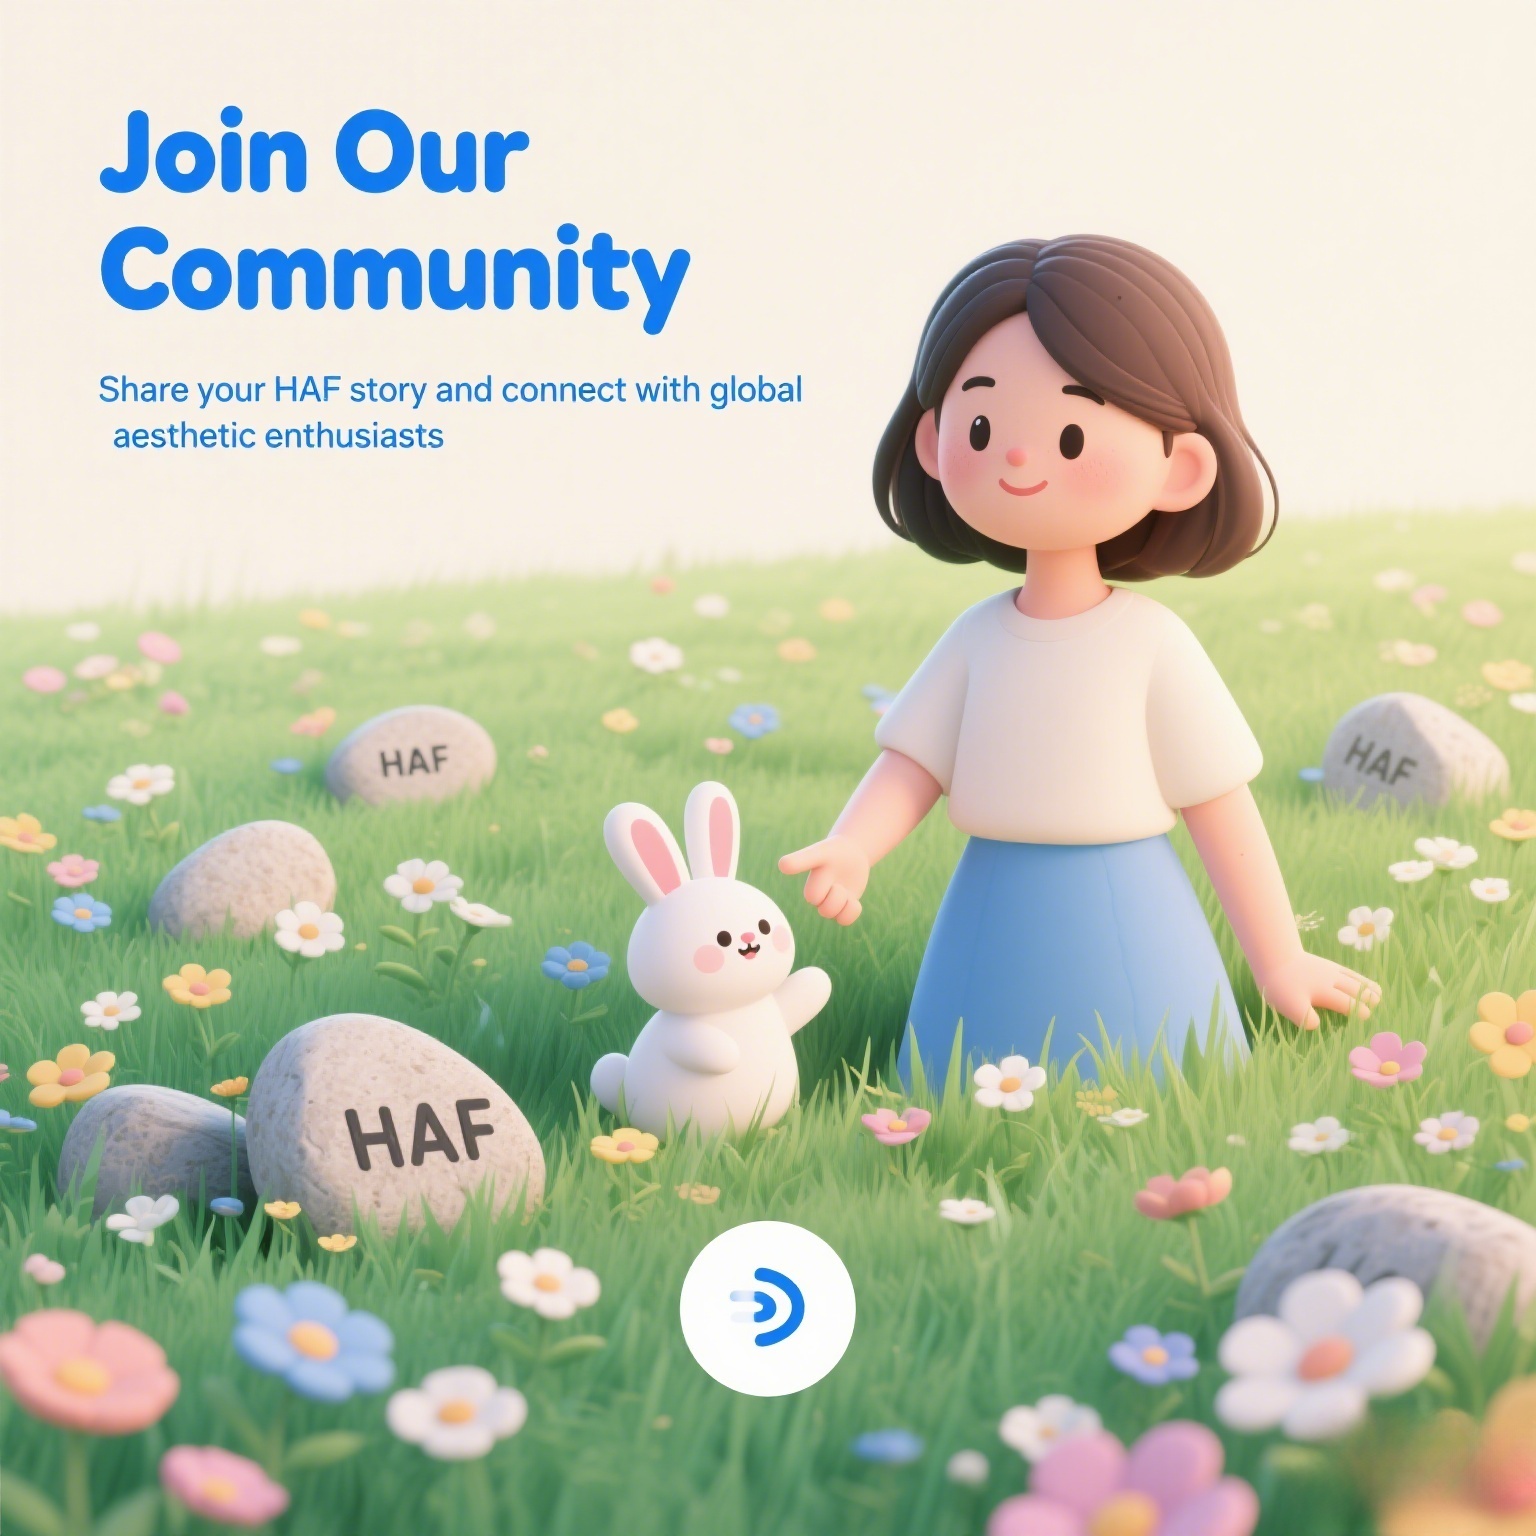 Join Our
Community
Share your HAF story and connect with global
aesthetic enthusiasts
HAF
HAF
HAF